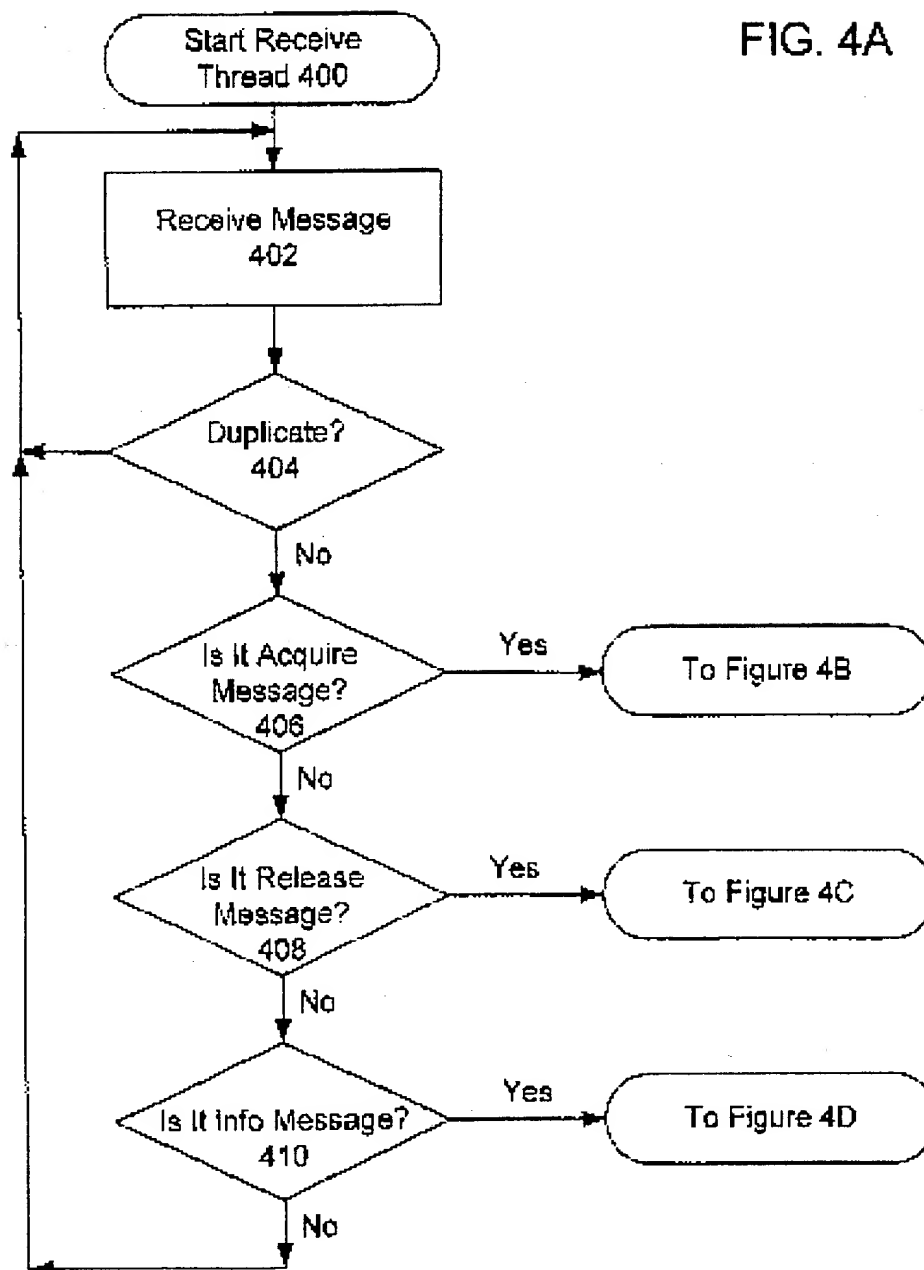 FIG. 4A
Start Receive
Thread 400
Receive Message
402
Duplicate?
404
No
Is It Acquire
Message?
406
Yes
To Figure 4B
No
Is It Release
Message?
408
Yes
To Figure 4C
No
Is It Info Message?
410
Yes
To Figure 4D
No